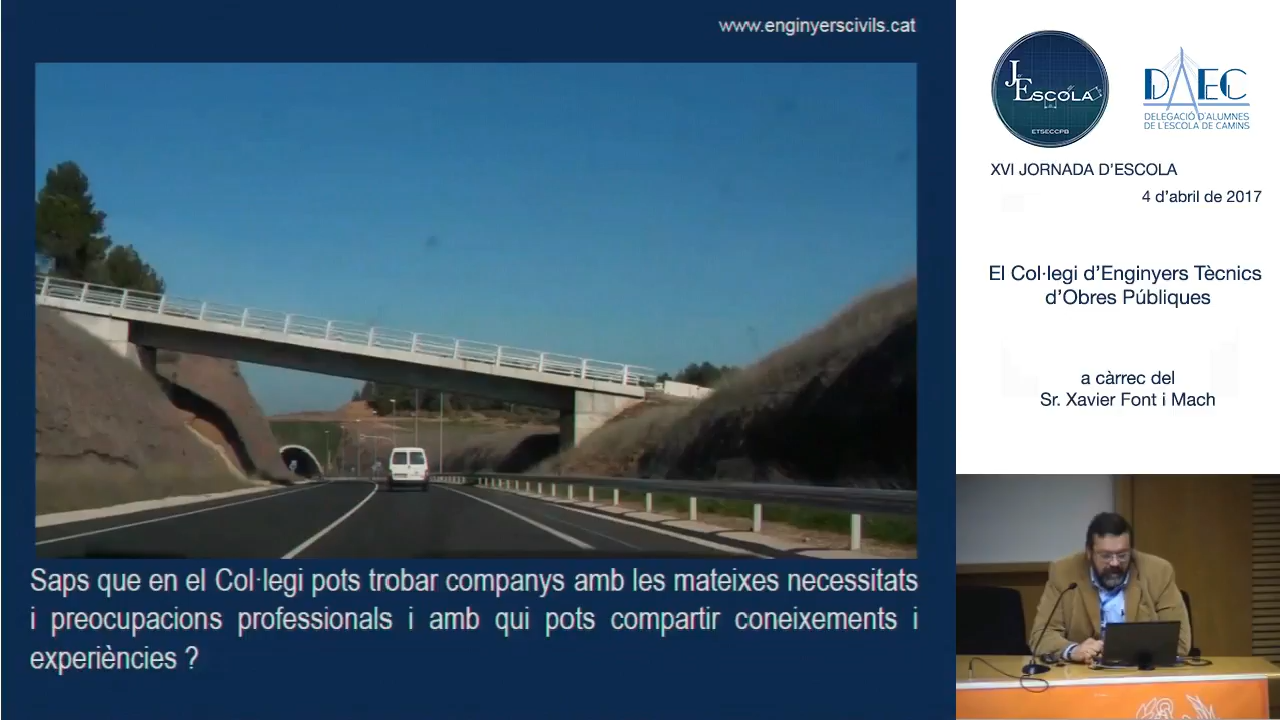 www.enginyerscivils.cat
Saps que en el Col·legi pots trobar companys amb les mateixes necessitats
i preocupacions professionals i amb qui pots compartir coneixements i
experiències ?
J.
ESCOLA
ETSECCPB
DAEC
DELEGACIÓ D'ALUMNES
DE L'ESCOLA DE CAMINS
XVI JORNADA D'ESCOLA
4 d'abril de 2017
El Col·legi d'Enginyers Tècnics
d'Obres Públiques
a càrrec del
Sr. Xavier Font i Mach